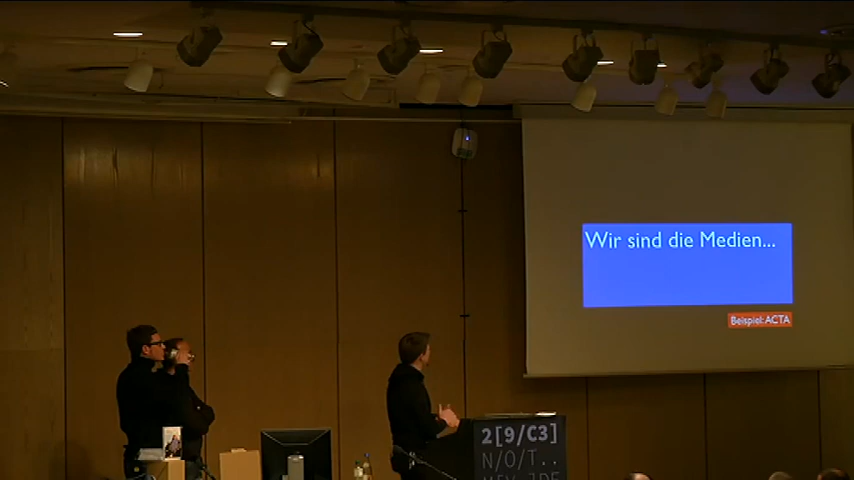 Wir sind die Medien...
Beispiel: ACTA
2[9/C3]
N/O/T..